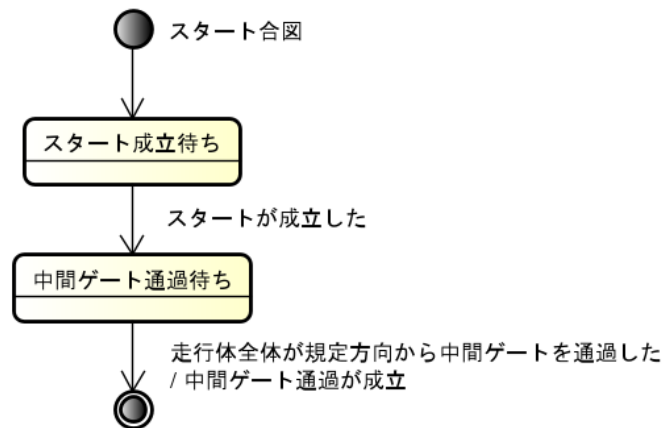 スタート合図
スタート成立待ち
スタートが成立した
中間ゲート通過待ち
走行体全体が規定方向から中間ゲートを通過した
/ 中間ゲート通過が成立